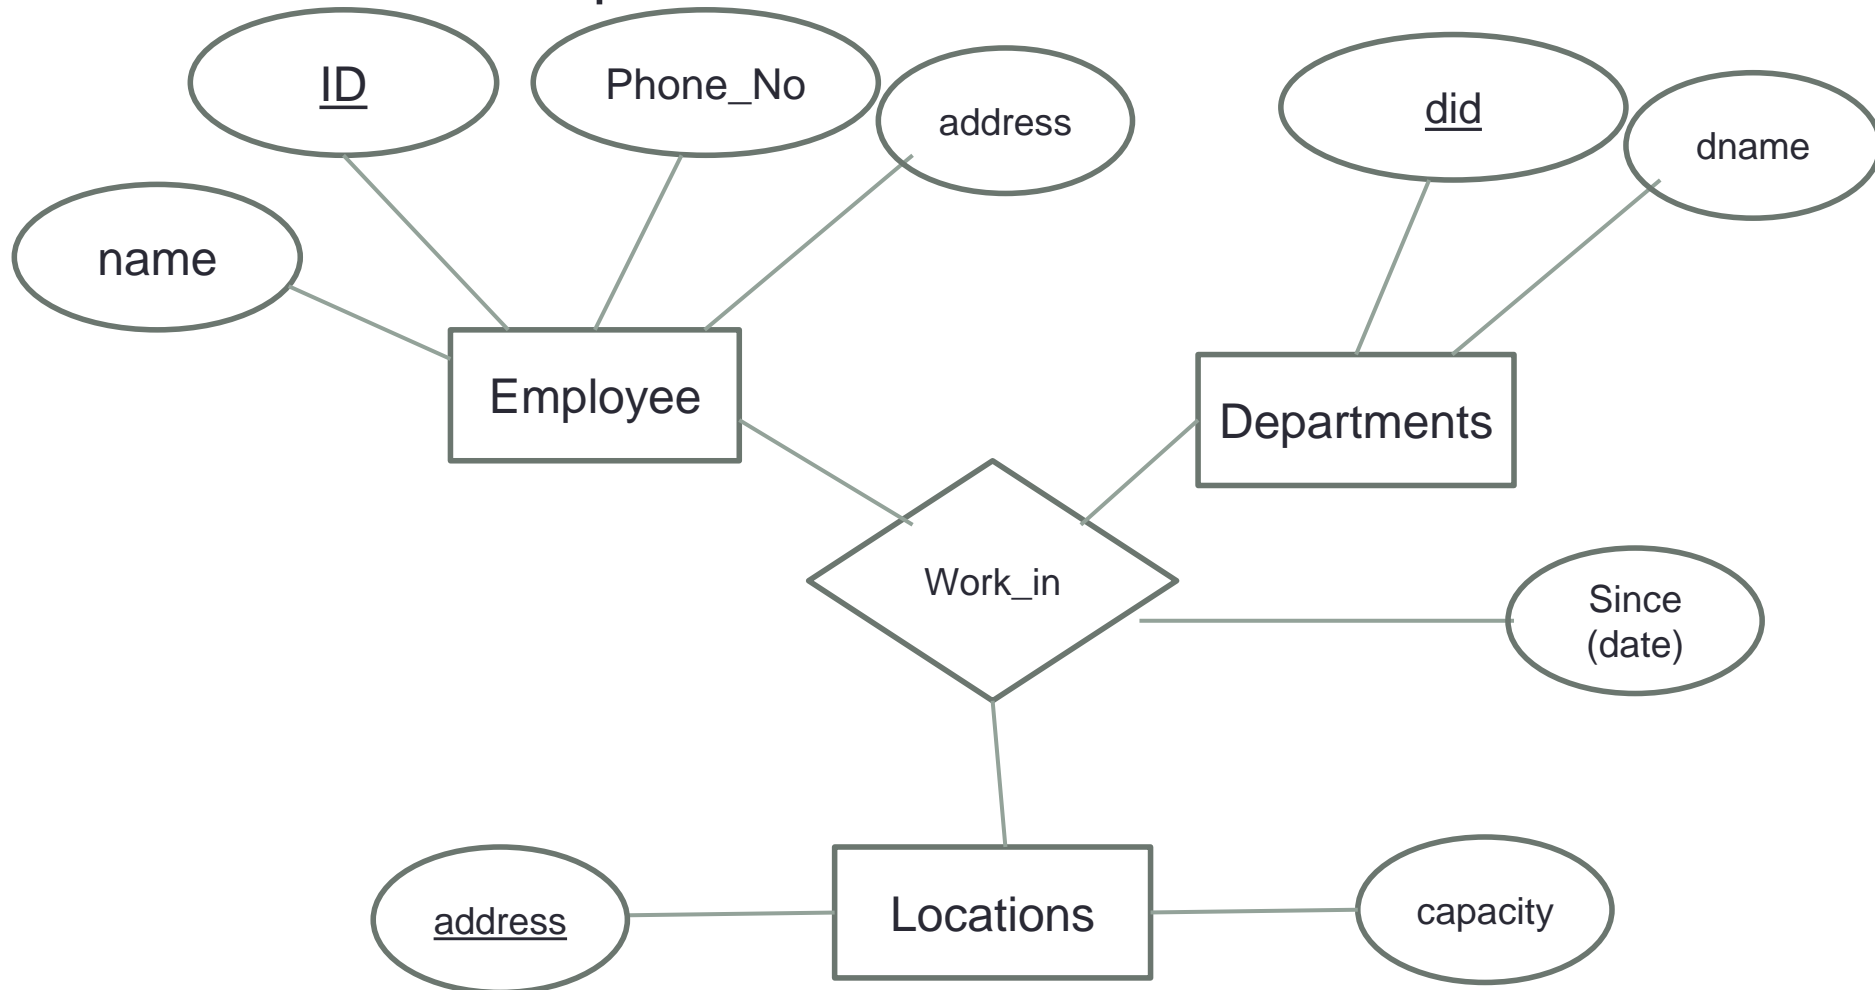 ID
Phone_No
address
did
dname
name
Employee
Departments
Work_in
Since
(date)
address
Locations
capacity